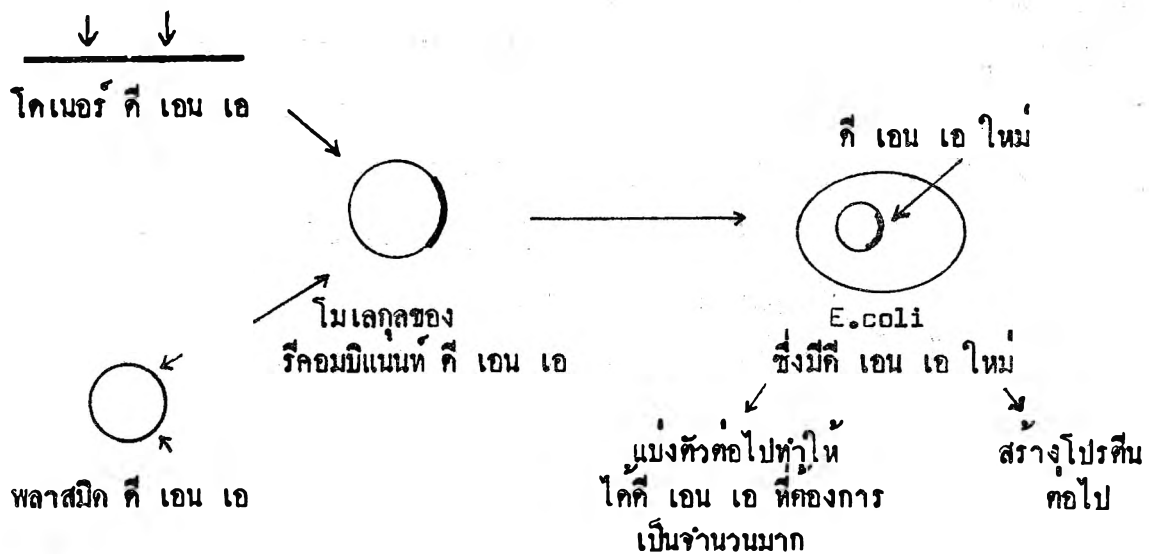 โดเนอร์ ดี เอน เอ
ดี เอน เอ ใหม่
โมเลกุลของ
รีคอมบิแนนท์ ดี เอน เอ
E.coli
ซึ่งมีดี เอน เอ ใหม่
พลาสมิด ดี เอน เอ
แบ่งตัวต่อไปทำให้
ได้ดี เอน เอ ที่ต้องการ
เป็นจำนวนมาก
สร้างโปรตีน
ต่อไป